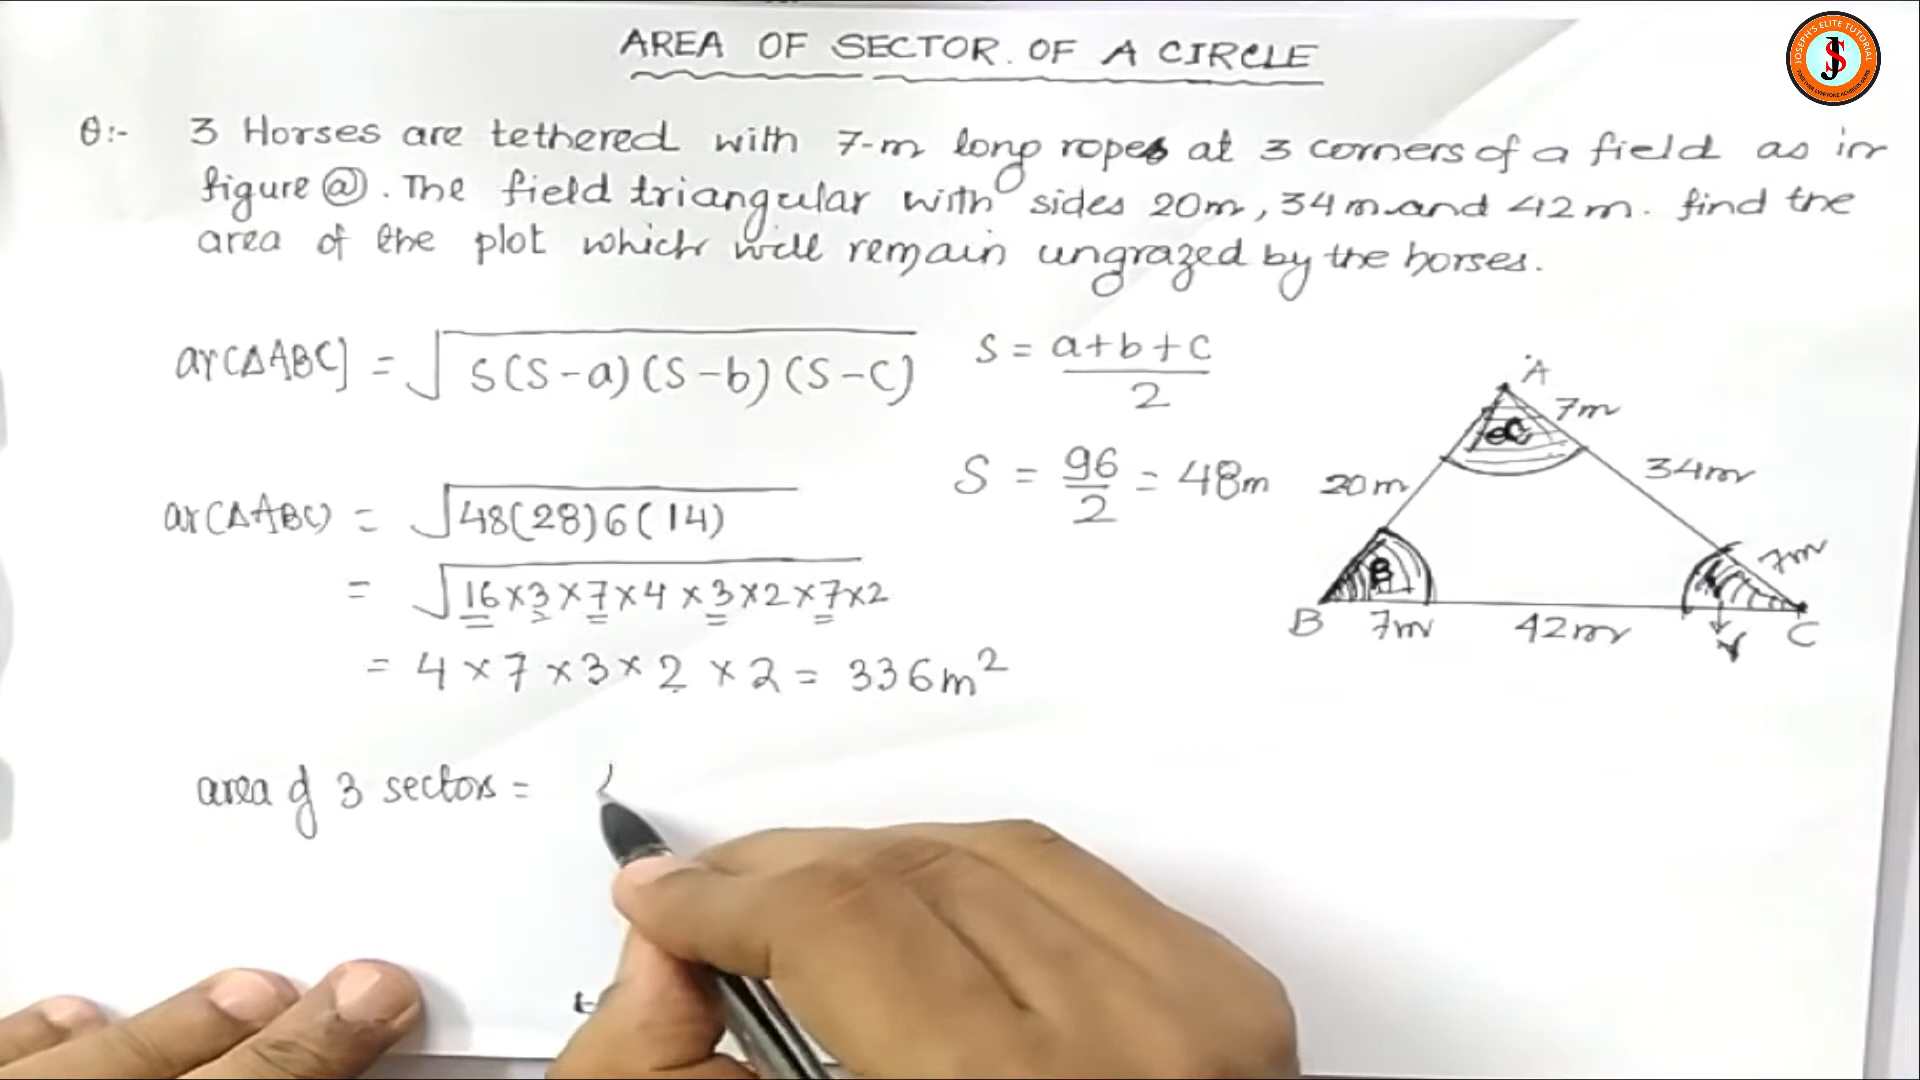 AREA OF SECTOR OF A CIRCLE
JOSEPH'S ELITE TUTORIAL
JS
Q:- 3 Horses are tethered with 7-m long ropes at 3 corners of a field as in
figure ⓐ. The field triangular with sides 20m, 34m and 42m. find the
area of the plot which will remain ungrazed by the horses.
ar(ΔABC] = √S(S-a)(S-b)(S-C)
S = a+b+c
2
ar(ΔABC) = √48(28)6(14)
S = 96/2 = 48m
= √16×3×7×4×3×2×7×2
= 4×7×3×2×2 = 336m²
area of 3 sectors =
A
7m
20m
34m
7m
B
7m
42m
C